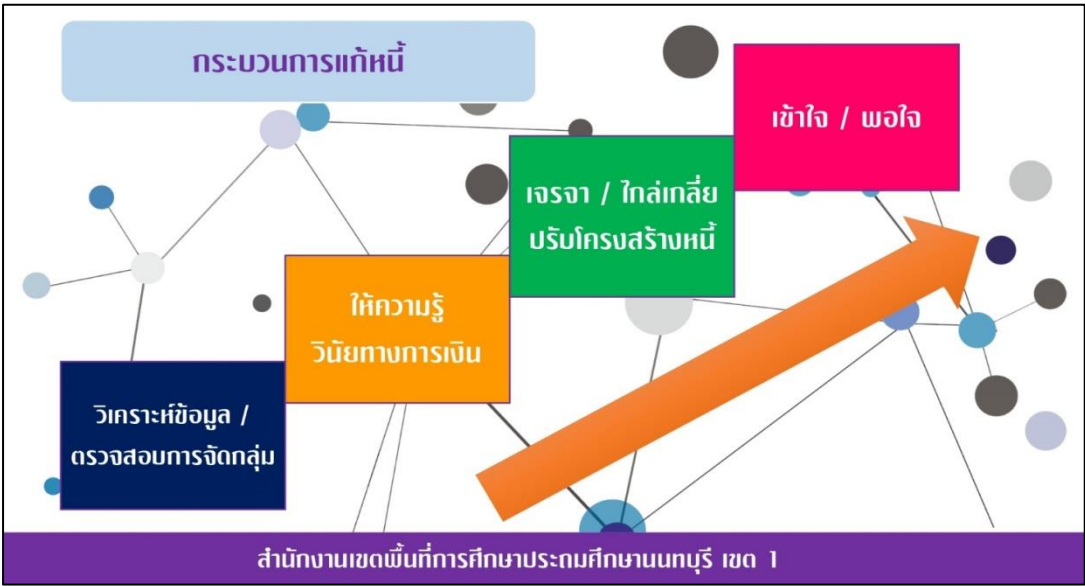 กระบวนการแก้หนี้
เข้าใจ / พอใจ
เจรจา / ไกล่เกลี่ย
ปรับโครงสร้างหนี้
ให้ความรู้
วินัยทางการเงิน
วิเคราะห์ข้อมูล /
ตรวจสอบการจัดกลุ่ม
สำนักงานเขตพื้นที่การศึกษาประถมศึกษานนทบุรี เขต 1